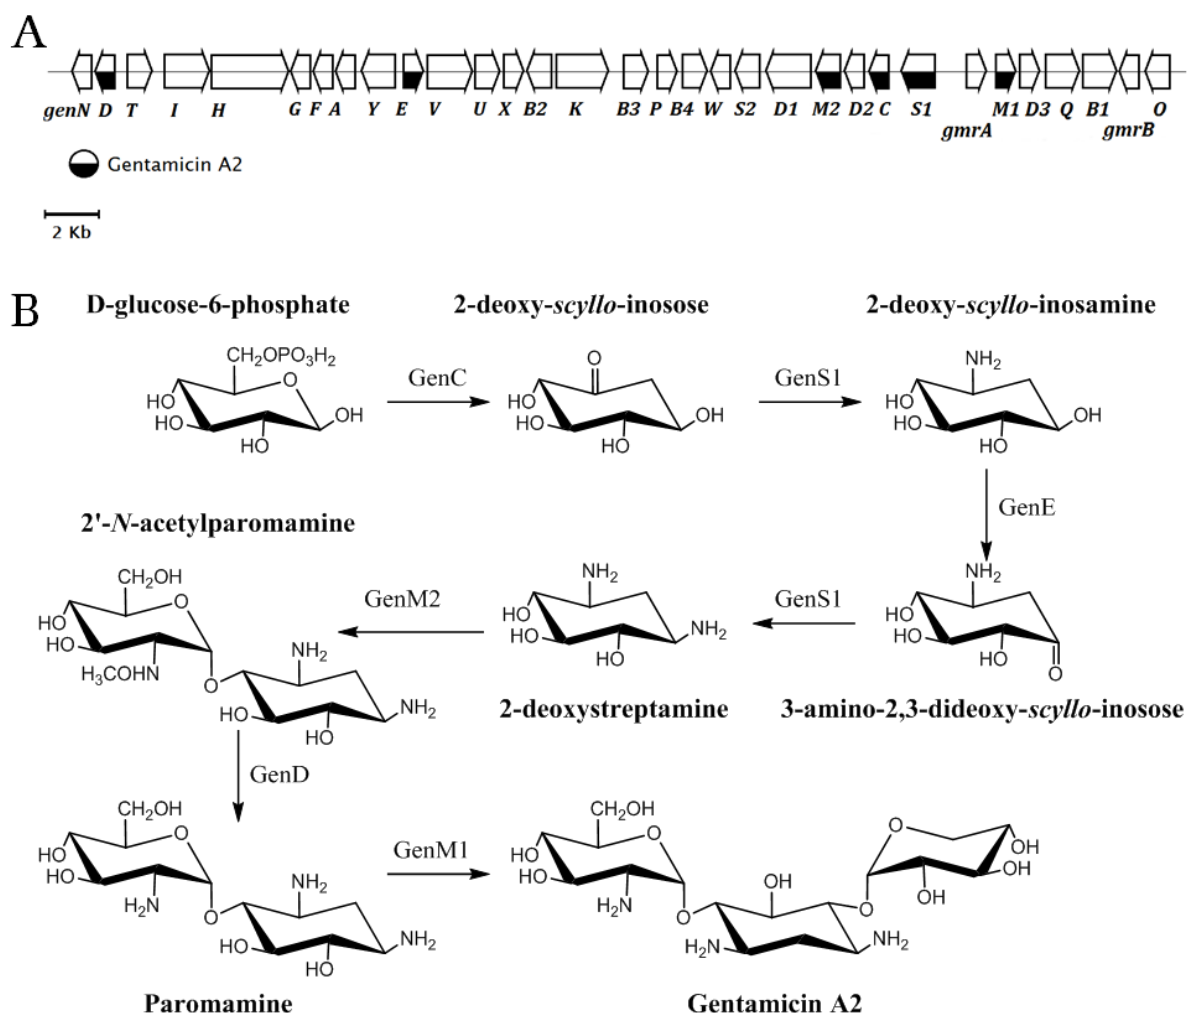 A
genN D T I H G F A Y E V U X B2 K B3 P B4 W S2 D1 M2 D2 C S1 gmrA M1 D3 Q B1 gmrB O
Gentamicin A2
2 Kb
B
D-glucose-6-phosphate 2-deoxy-scyllo-inosose 2-deoxy-scyllo-inosamine
CH2OPO3H2 O HO HO HO OH
GenC
O HO HO HO OH
GenS1
NH2 HO HO HO OH
GenE
NH2 HO HO HO O
3-amino-2,3-dideoxy-scyllo-inosose
GenS1
NH2 HO HO HO NH2
2-deoxystreptamine
GenM2
2'-N-acetylparomamine
CH2OH O HO HO H3COHN O NH2 HO HO NH2
GenD
CH2OH O HO HO H2N O NH2 HO HO NH2
Paromamine
GenM1
CH2OH O HO HO H2N O OH H2N NH2 O O OH OH OH
Gentamicin A2